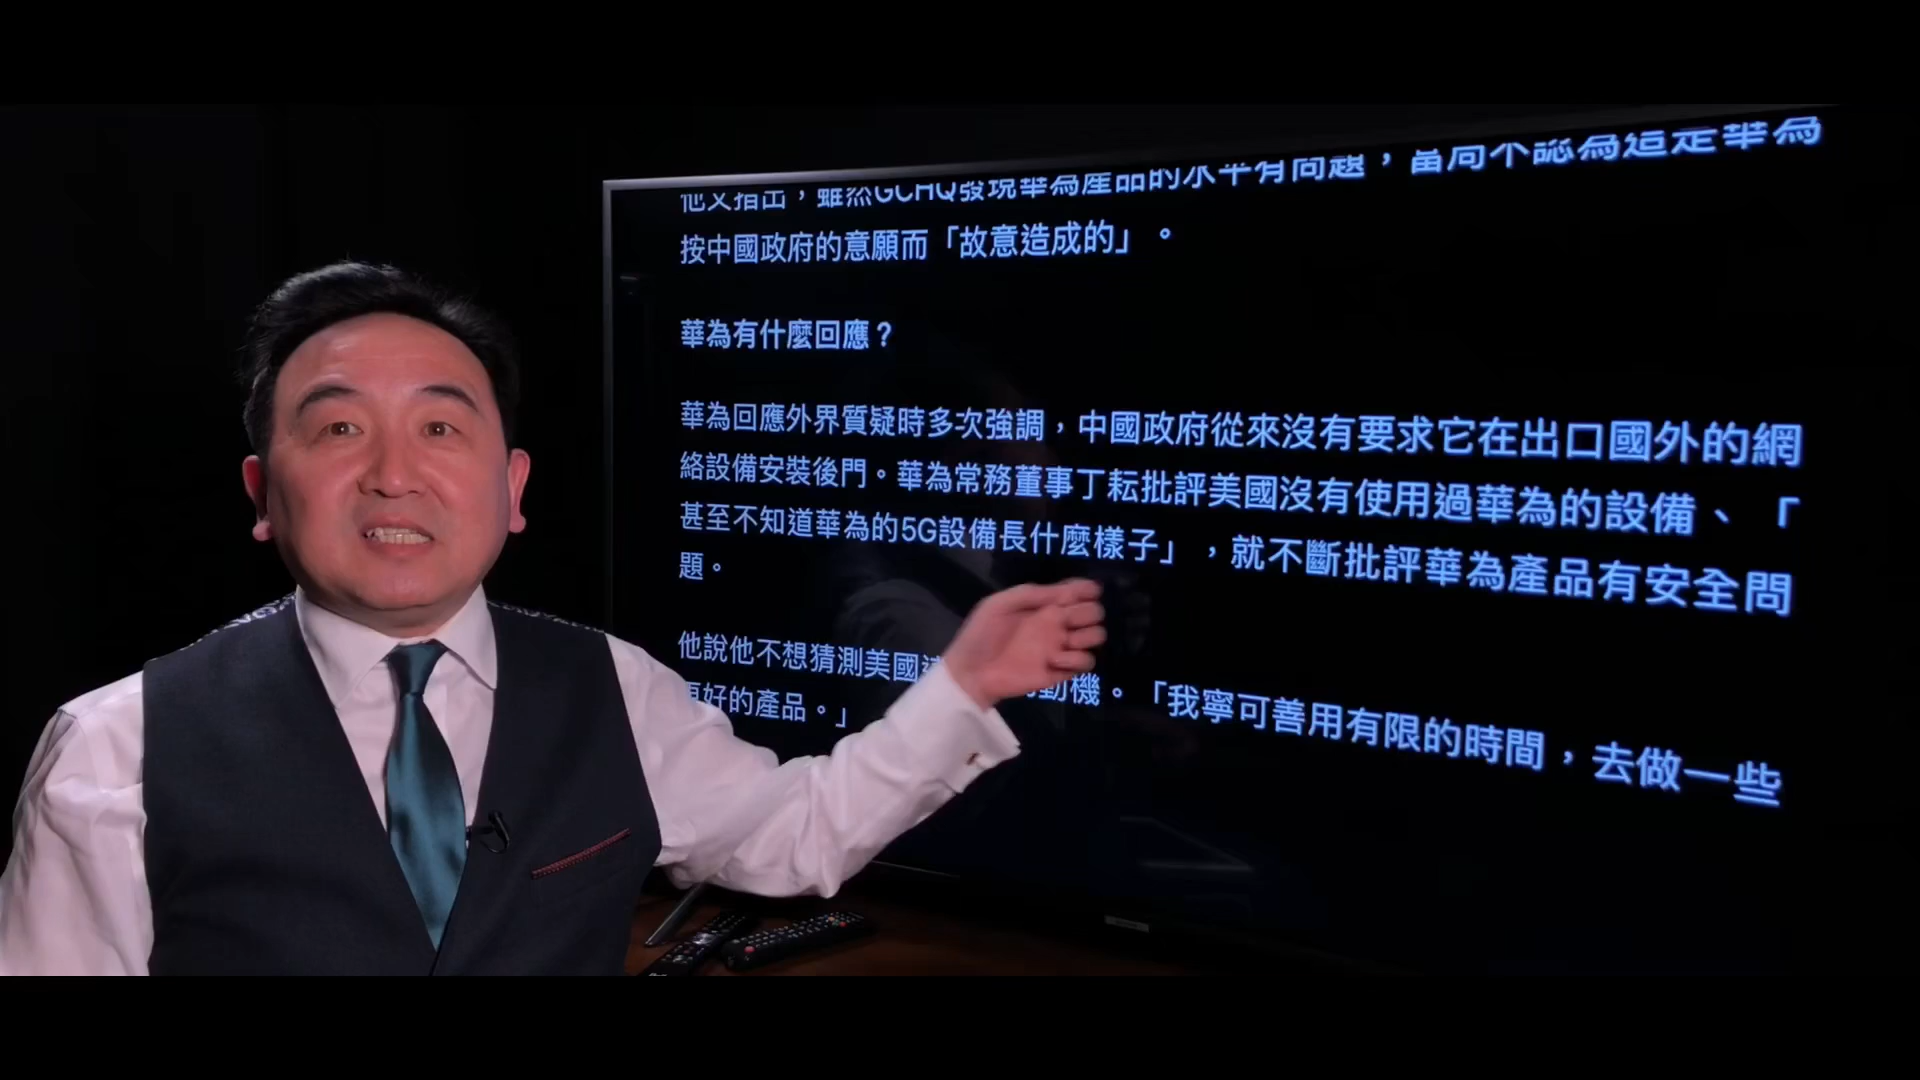 他又指出，雖然GCHQ發現華為產品的水平有問題，當局不認為這是華為
按中國政府的意願而「故意造成的」。
華為有什麼回應？
華為回應外界質疑時多次強調，中國政府從來沒有要求它在出口國外的網
絡設備安裝後門。華為常務董事丁耘批評美國沒有使用過華為的設備、「
甚至不知道華為的5G設備長什麼樣子」，就不斷批評華為產品有安全問
題。
他說他不想猜測美國 動機。「我寧可善用有限的時間，去做一些
更好的產品。」